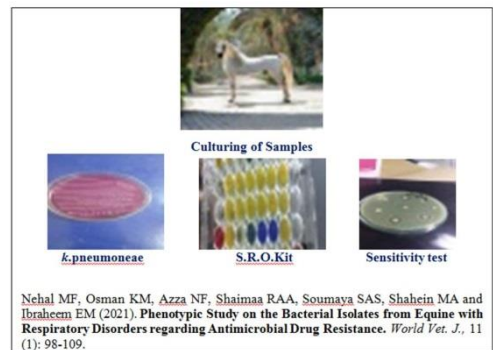 Culturing of Samples
k.pneumoneae
S.R.O.Kit
Sensitivity test
Nehal MF, Osman KM, Azza NF, Shaimaa RAA, Soumaya SAS, Shahein MA and
Ibraheem EM (2021). Phenotypic Study on the Bacterial Isolates from Equine with
Respiratory Disorders regarding Antimicrobial Drug Resistance. World Vet. J., 11
(1): 98-109.